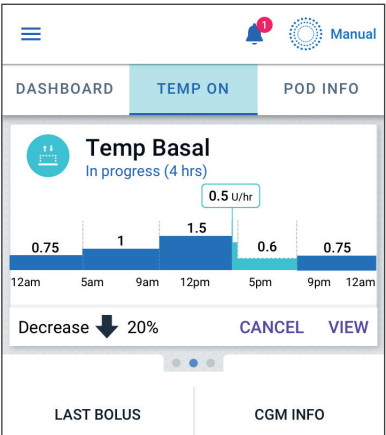 1
Manual
DASHBOARD TEMP ON POD INFO
Temp Basal
In progress (4 hrs)
0.5 U/hr
0.75 1 1.5 0.6 0.75
12am 5am 9am 12pm 5pm 9pm 12am
Decrease 20% CANCEL VIEW
LAST BOLUS CGM INFO